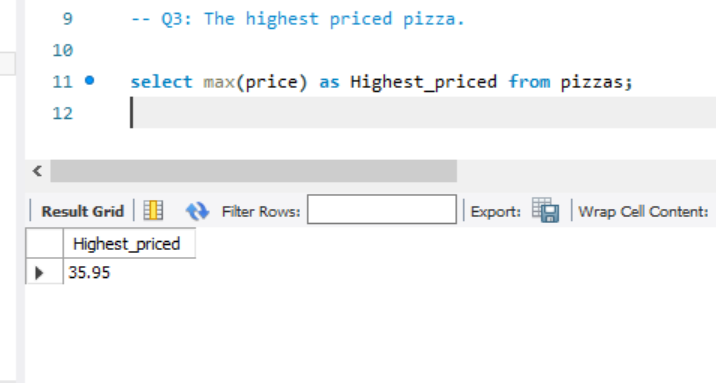 9 -- Q3: The highest priced pizza.
10
11 select max(price) as Highest_priced from pizzas;
12
Result Grid Filter Rows: Export: Wrap Cell Content:
Highest_priced
35.95